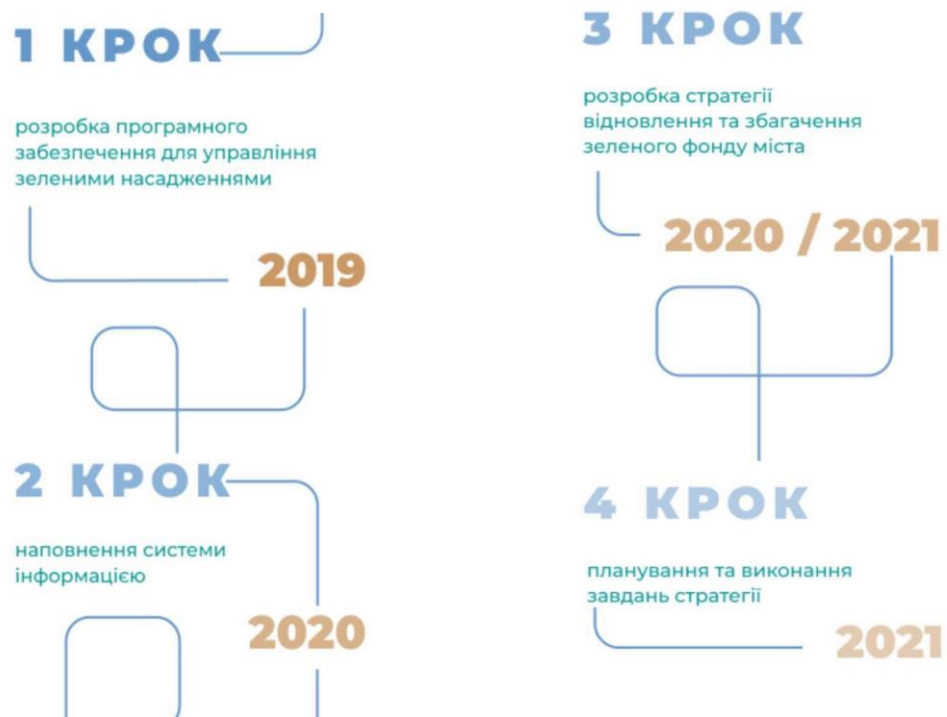 1 КРОК
розробка програмного
забезпечення для управління
зеленими насадженнями
2019
2 КРОК
наповнення системи
інформацією
2020
3 КРОК
розробка стратегії
відновлення та збагачення
зеленого фонду міста
2020 / 2021
4 КРОК
планування та виконання
завдань стратегії
2021